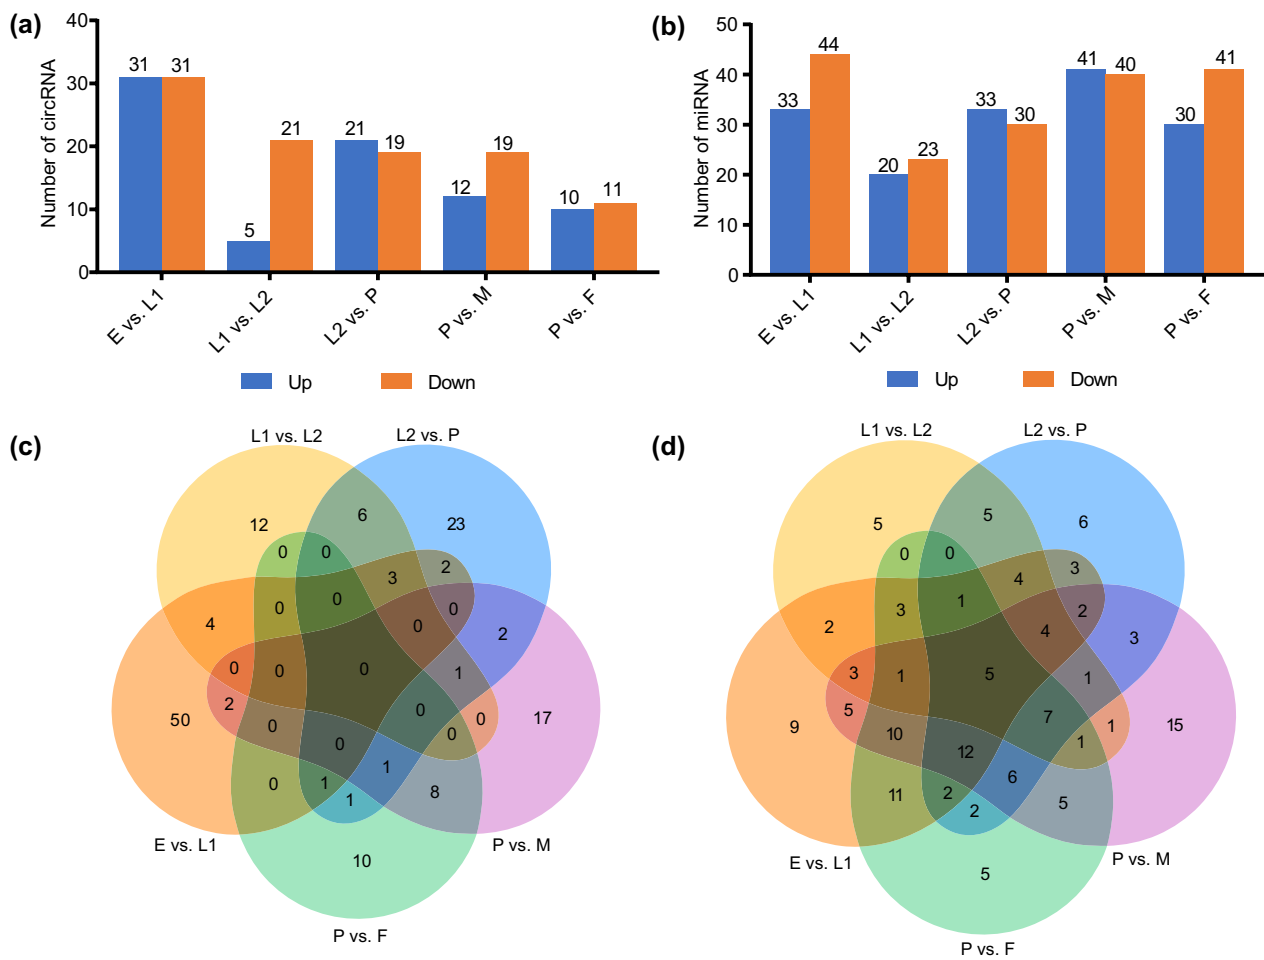 (a)
40
30
20
10
0
Number of circRNA
31 31
5 21
21 19
12 19
10 11
E vs. L1
L1 vs. L2
L2 vs. P
P vs. M
P vs. F
Up Down
(b)
50
40
30
20
10
0
Number of miRNA
33 44
20 23
33 30
41 40
30 41
E vs. L1
L1 vs. L2
L2 vs. P
P vs. M
P vs. F
Up Down
(c)
L1 vs. L2
L2 vs. P
12 6 23
0 0 3 2
4 0 0 0 0 2
0 0 0 1
50 2 0 0 0 0 17
0 0 1
0 1 1 8
E vs. L1
P vs. M
10
P vs. F
(d)
L1 vs. L2
L2 vs. P
5 5 6
0 0 4 3
2 3 1 4 2 3
3 1 5 1
9 5 10 7 1 1 15
12 6
11 2 2 5
E vs. L1
P vs. M
5
P vs. F